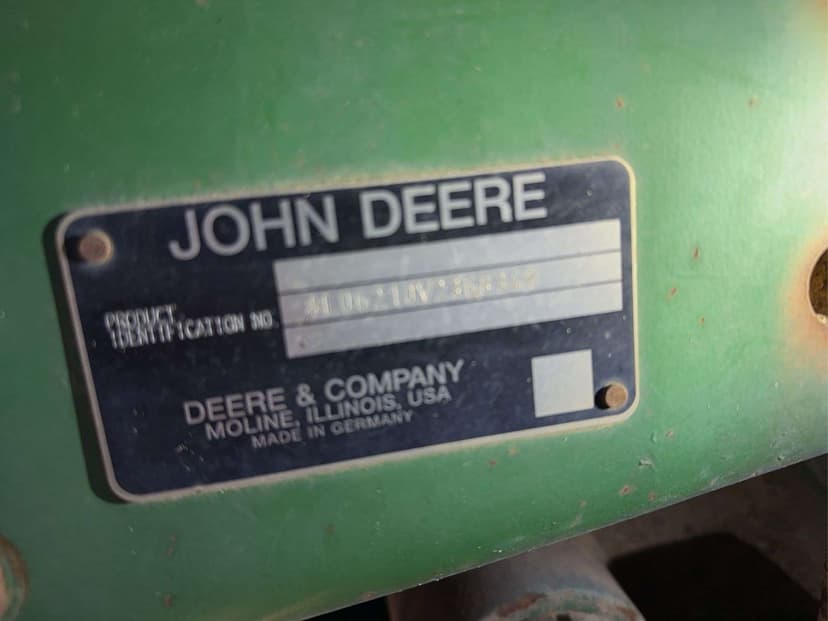 JOHN DEERE
PRODUCT
IDENTIFICATION NO.
DEERE & COMPANY
MOLINE, ILLINOIS, USA
MADE IN GERMANY